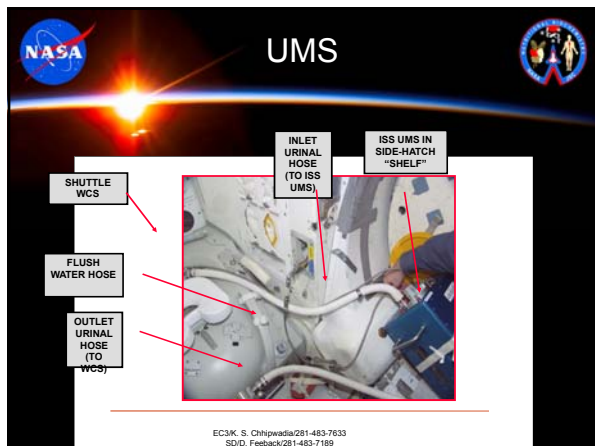 NASA
UMS
INLET
URINAL
HOSE
(TO ISS
UMS)
ISS UMS IN
SIDE-HATCH
“SHELF”
SHUTTLE
WCS
FLUSH
WATER HOSE
OUTLET
URINAL
HOSE
(TO
WCS)
EC3/K. S. Chhipwadia/281-483-7633
SD/D. Feeback/281-483-7189